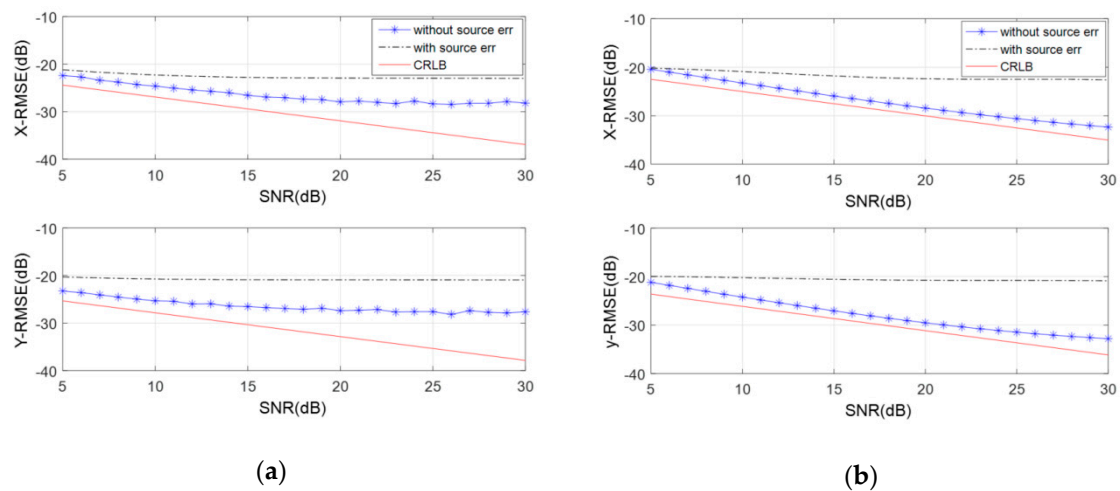 -10
-20
-30
-40
X-RMSE(dB)
without source err
with source err
CRLB
5 10 15 20 25 30
SNR(dB)
-10
-20
-30
-40
Y-RMSE(dB)
5 10 15 20 25 30
SNR(dB)
(a)
-10
-20
-30
-40
X-RMSE(dB)
without source err
with source err
CRLB
5 10 15 20 25 30
SNR(dB)
-10
-20
-30
-40
y-RMSE(dB)
5 10 15 20 25 30
SNR(dB)
(b)